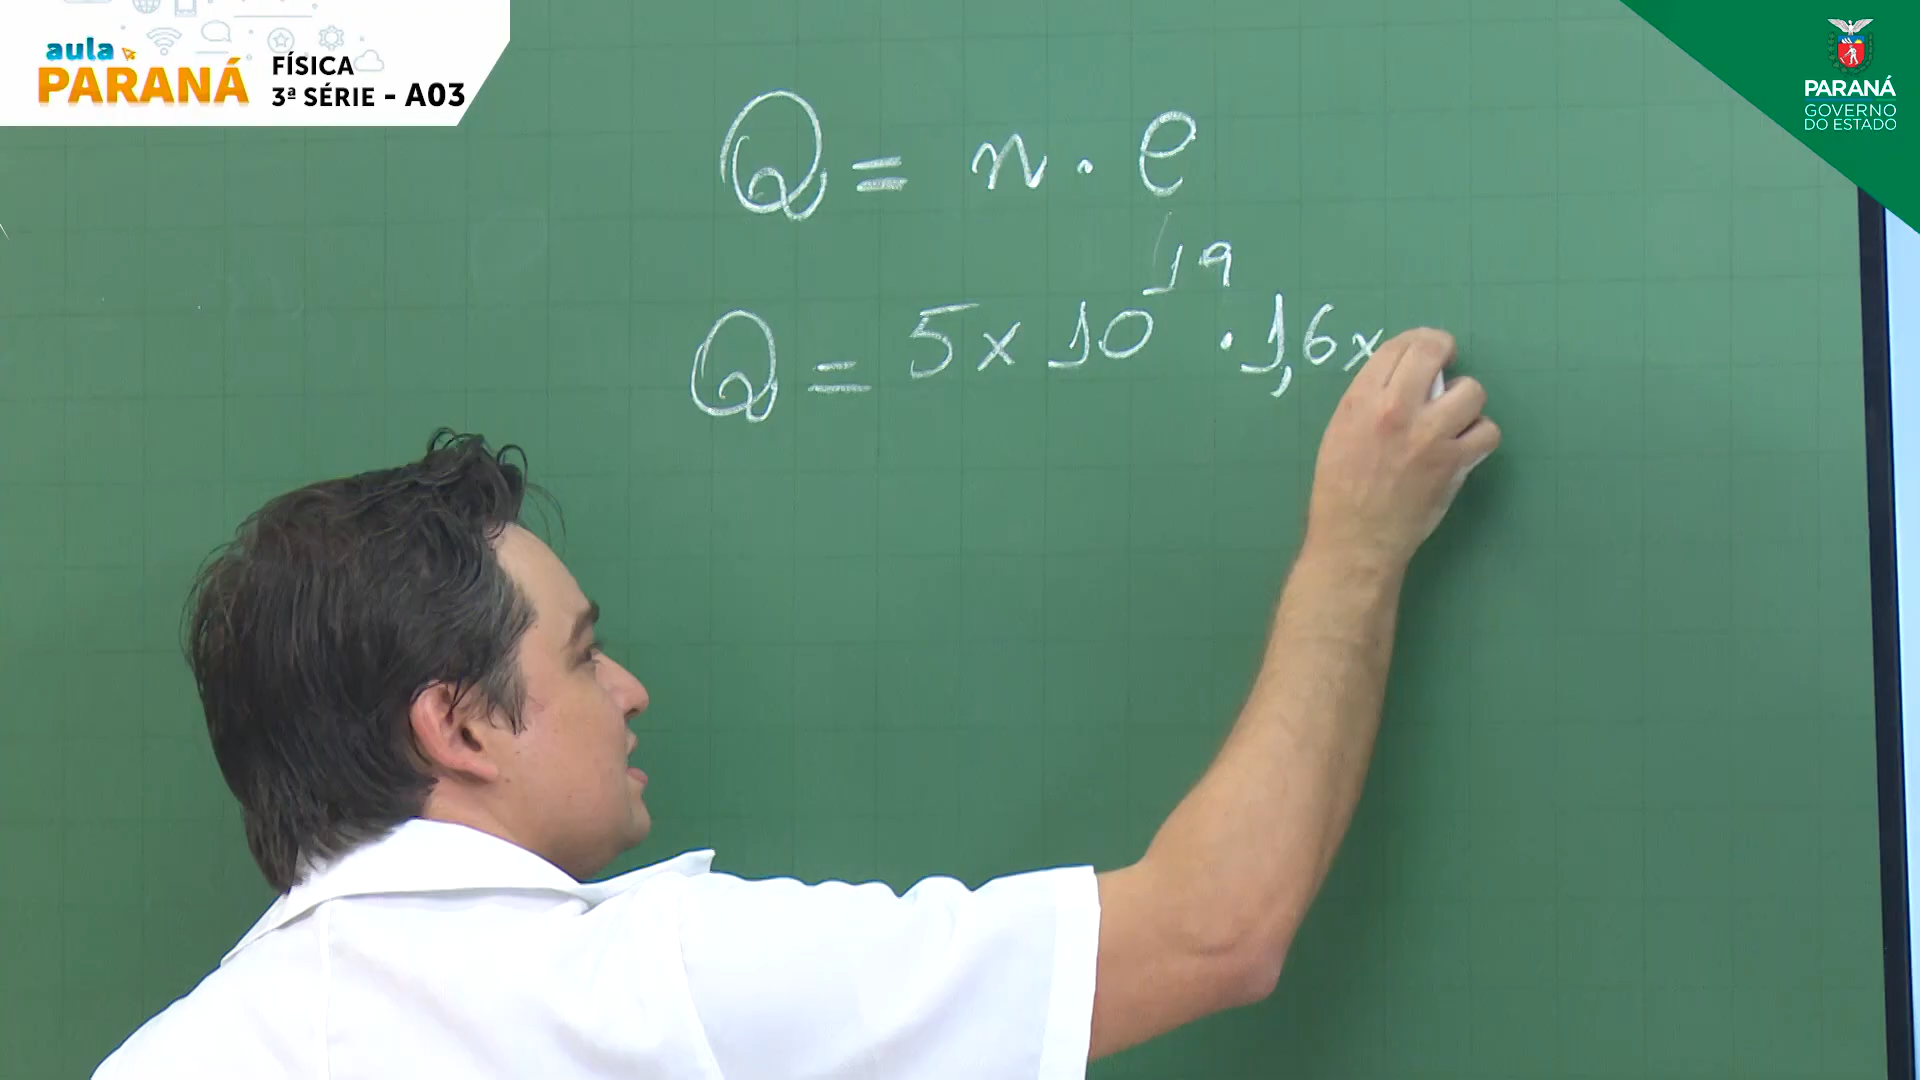 aula
PARANÁ
FÍSICA
3ª SÉRIE - A03
PARANÁ
GOVERNO
DO ESTADO
Q = n . e
Q = 5 x 10^19 . 1,6 x